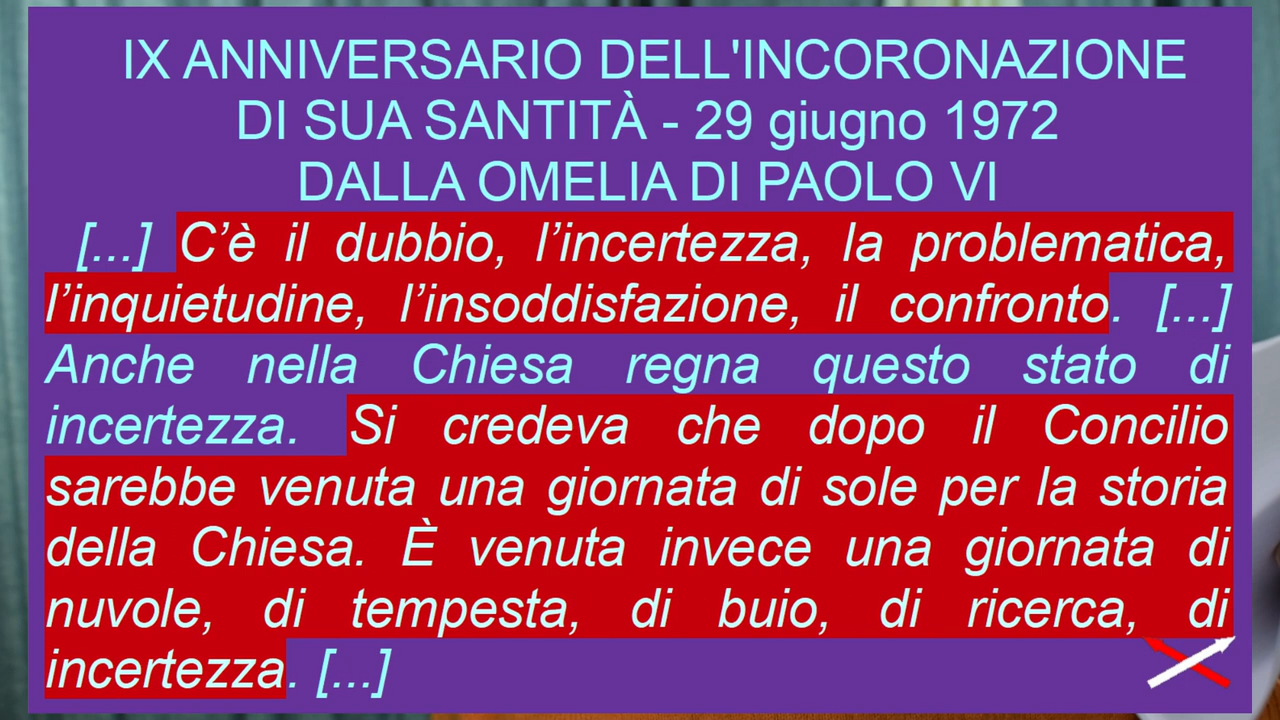 IX ANNIVERSARIO DELL'INCORONAZIONE
DI SUA SANTITÀ - 29 giugno 1972
DALLA OMELIA DI PAOLO VI
[...] C’è il dubbio, l’incertezza, la problematica,
l’inquietudine, l’insoddisfazione, il confronto. [...]
Anche nella Chiesa regna questo stato di
incertezza. Si credeva che dopo il Concilio
sarebbe venuta una giornata di sole per la storia
della Chiesa. È venuta invece una giornata di
nuvole, di tempesta, di buio, di ricerca, di
incertezza. [...]